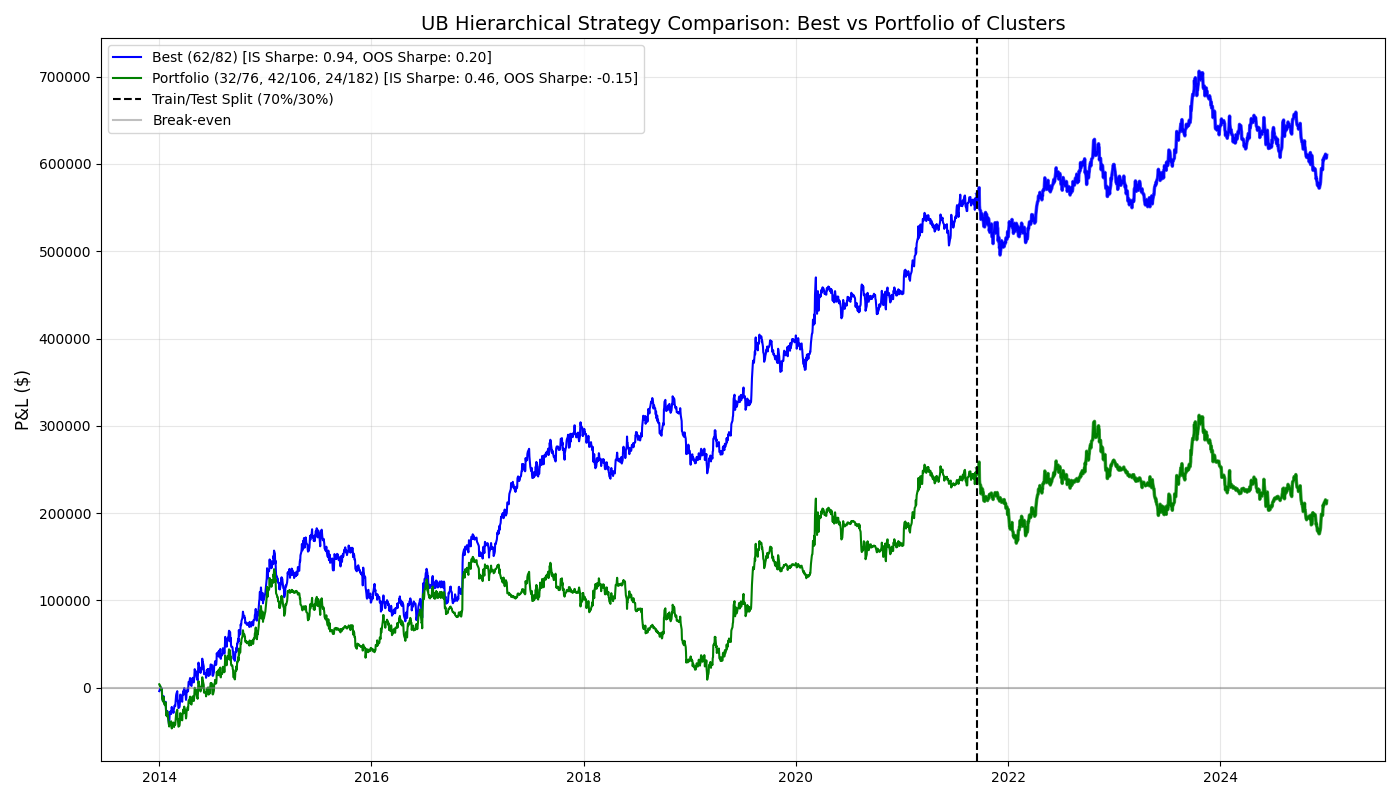 UB Hierarchical Strategy Comparison: Best vs Portfolio of Clusters
Best (62/82) [IS Sharpe: 0.94, OOS Sharpe: 0.20]
Portfolio (32/76, 42/106, 24/182) [IS Sharpe: 0.46, OOS Sharpe: -0.15]
Train/Test Split (70%/30%)
Break-even
P&L ($)
700000
600000
500000
400000
300000
200000
100000
0
2014
2016
2018
2020
2022
2024